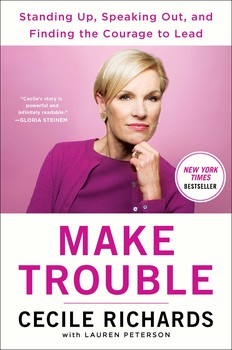 Standing Up, Speaking Out, and
Finding the Courage to Lead
"Cecile's story is
powerful and
infinitely readable."
—GLORIA STEINEM
NEW YORK
TIMES
BESTSELLER
MAKE
TROUBLE
CECILE RICHARDS
with LAUREN PETERSON